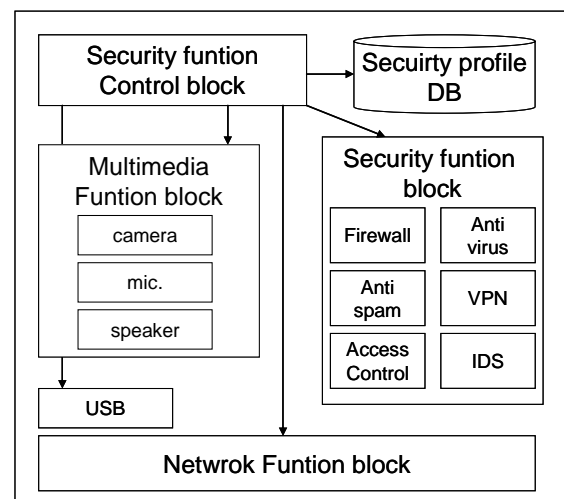 Security funtion
Control block
Secuirty profile
DB
Multimedia
Funtion block
camera
mic.
speaker
Security funtion
block
Firewall
Anti
virus
Anti
spam
VPN
Access
Control
IDS
USB
Netwrok Funtion block